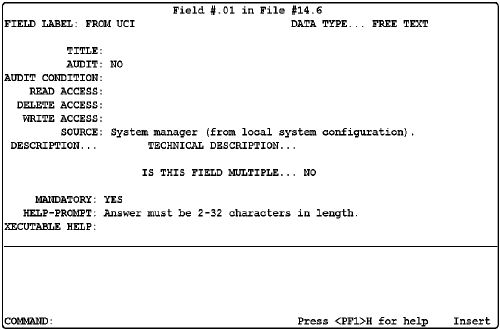 Field #.01 in File #14.6
FIELD LABEL: FROM UCI DATA TYPE... FREE TEXT
TITLE:
AUDIT: NO
AUDIT CONDITION:
READ ACCESS:
DELETE ACCESS:
WRITE ACCESS:
SOURCE: System manager (from local system configuration).
DESCRIPTION... TECHNICAL DESCRIPTION...
IS THIS FIELD MULTIPLE... NO
MANDATORY: YES
HELP-PROMPT: Answer must be 2-32 characters in length.
XECUTABLE HELP:
COMMAND: Press <PF1>H for help Insert